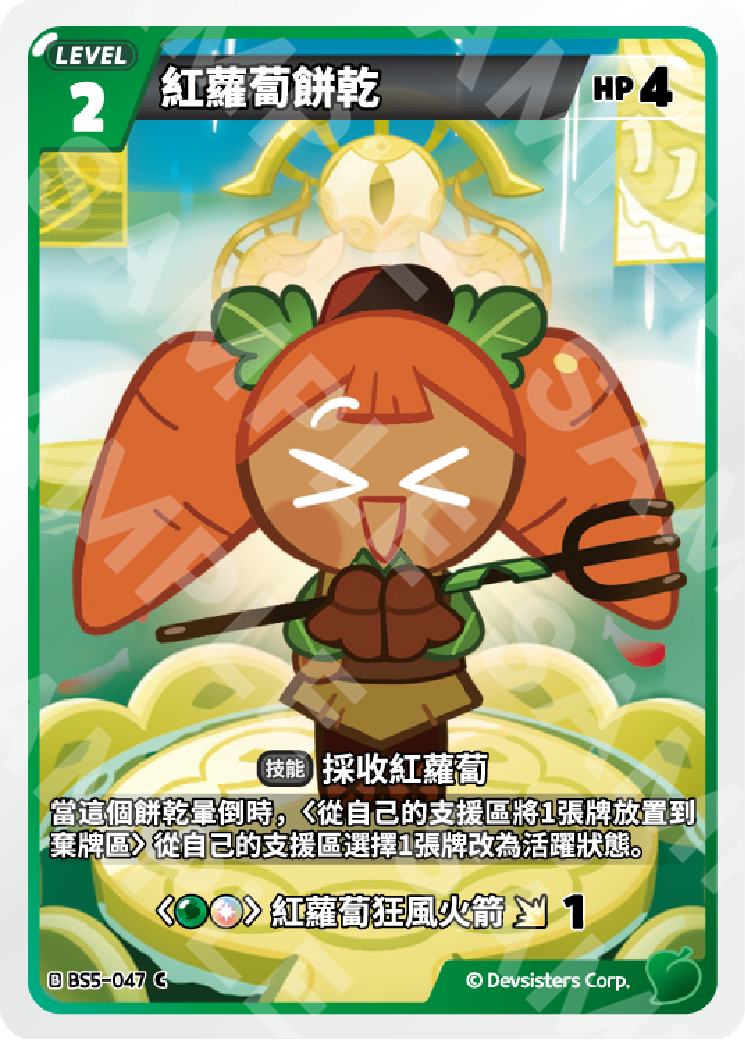 LEVEL
2
紅蘿蔔餅乾
HP 4
技能 採收紅蘿蔔
當這個餅乾暈倒時，〈從自己的支援區將1張牌放置到
棄牌區〉從自己的支援區選擇1張牌改為活躍狀態。
〈 〉紅蘿蔔狂風火箭 1
B BS5-047 C
© Devsisters Corp.
SAMPLE